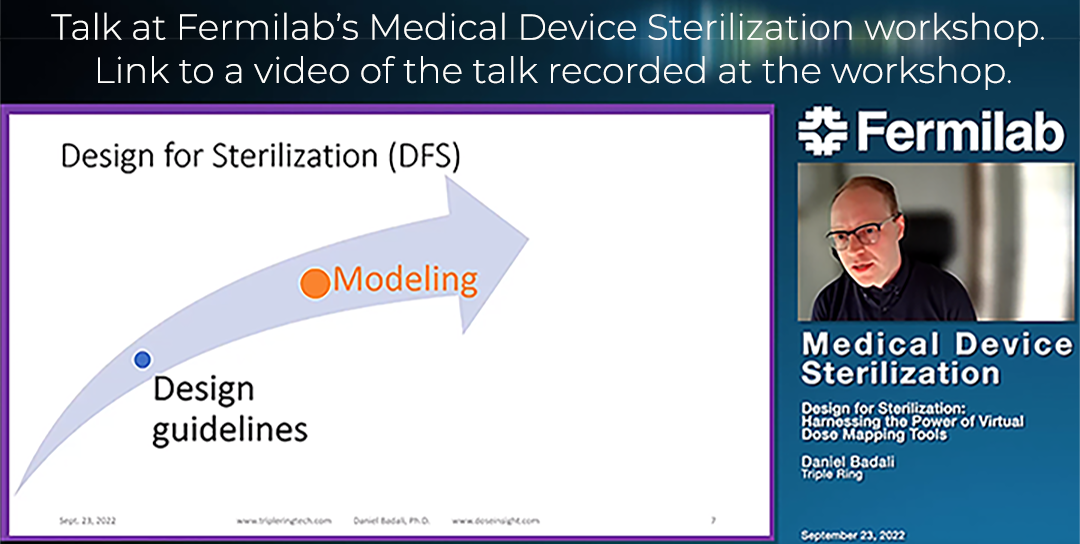 Talk at Fermilab's Medical Device Sterilization workshop.
Link to a video of the talk recorded at the workshop.
Design for Sterilization (DFS)
Modeling
Design
guidelines
Sept. 23, 2022 www.tripleringtech.com Daniel Badali, Ph.D. www.doseinsight.com 7
Fermilab
Medical Device
Sterilization
Design for Sterilization:
Harnessing the Power of Virtual
Dose Mapping Tools
Daniel Badali
Triple Ring
September 23, 2022